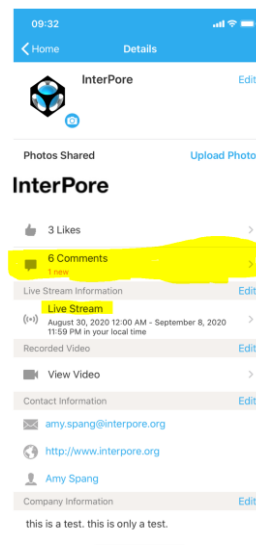 09:32
Home Details
InterPore Edit
Photos Shared Upload Photo
InterPore
3 Likes
6 Comments
1 new
Live Stream Information Edit
Live Stream
August 30, 2020 12:00 AM - September 8, 2020
11:59 PM in your local time
Recorded Video Edit
View Video
Contact Information Edit
amy.spang@interpore.org
http://www.interpore.org
Amy Spang
Company Information Edit
this is a test. this is only a test.